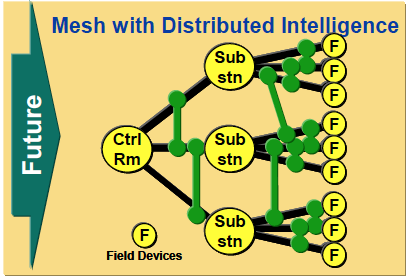 Mesh with Distributed Intelligence
Future
Sub
stn
F
F
F
Ctrl
Rm
Sub
stn
F
F
F
Sub
stn
F
F
F
F
Field Devices